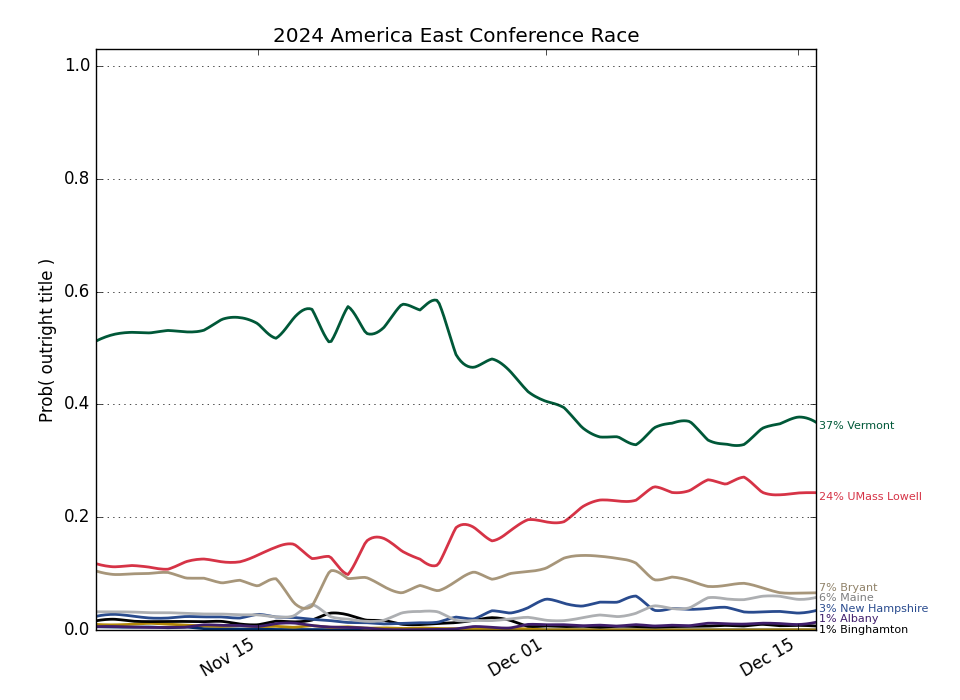 2024 America East Conference Race
Prob( outright title )
1.0
0.8
0.6
0.4
0.2
0.0
Nov 15
Dec 01
Dec 15
37% Vermont
24% UMass Lowell
7% Bryant
6% Maine
3% New Hampshire
1% Albany
1% Binghamton